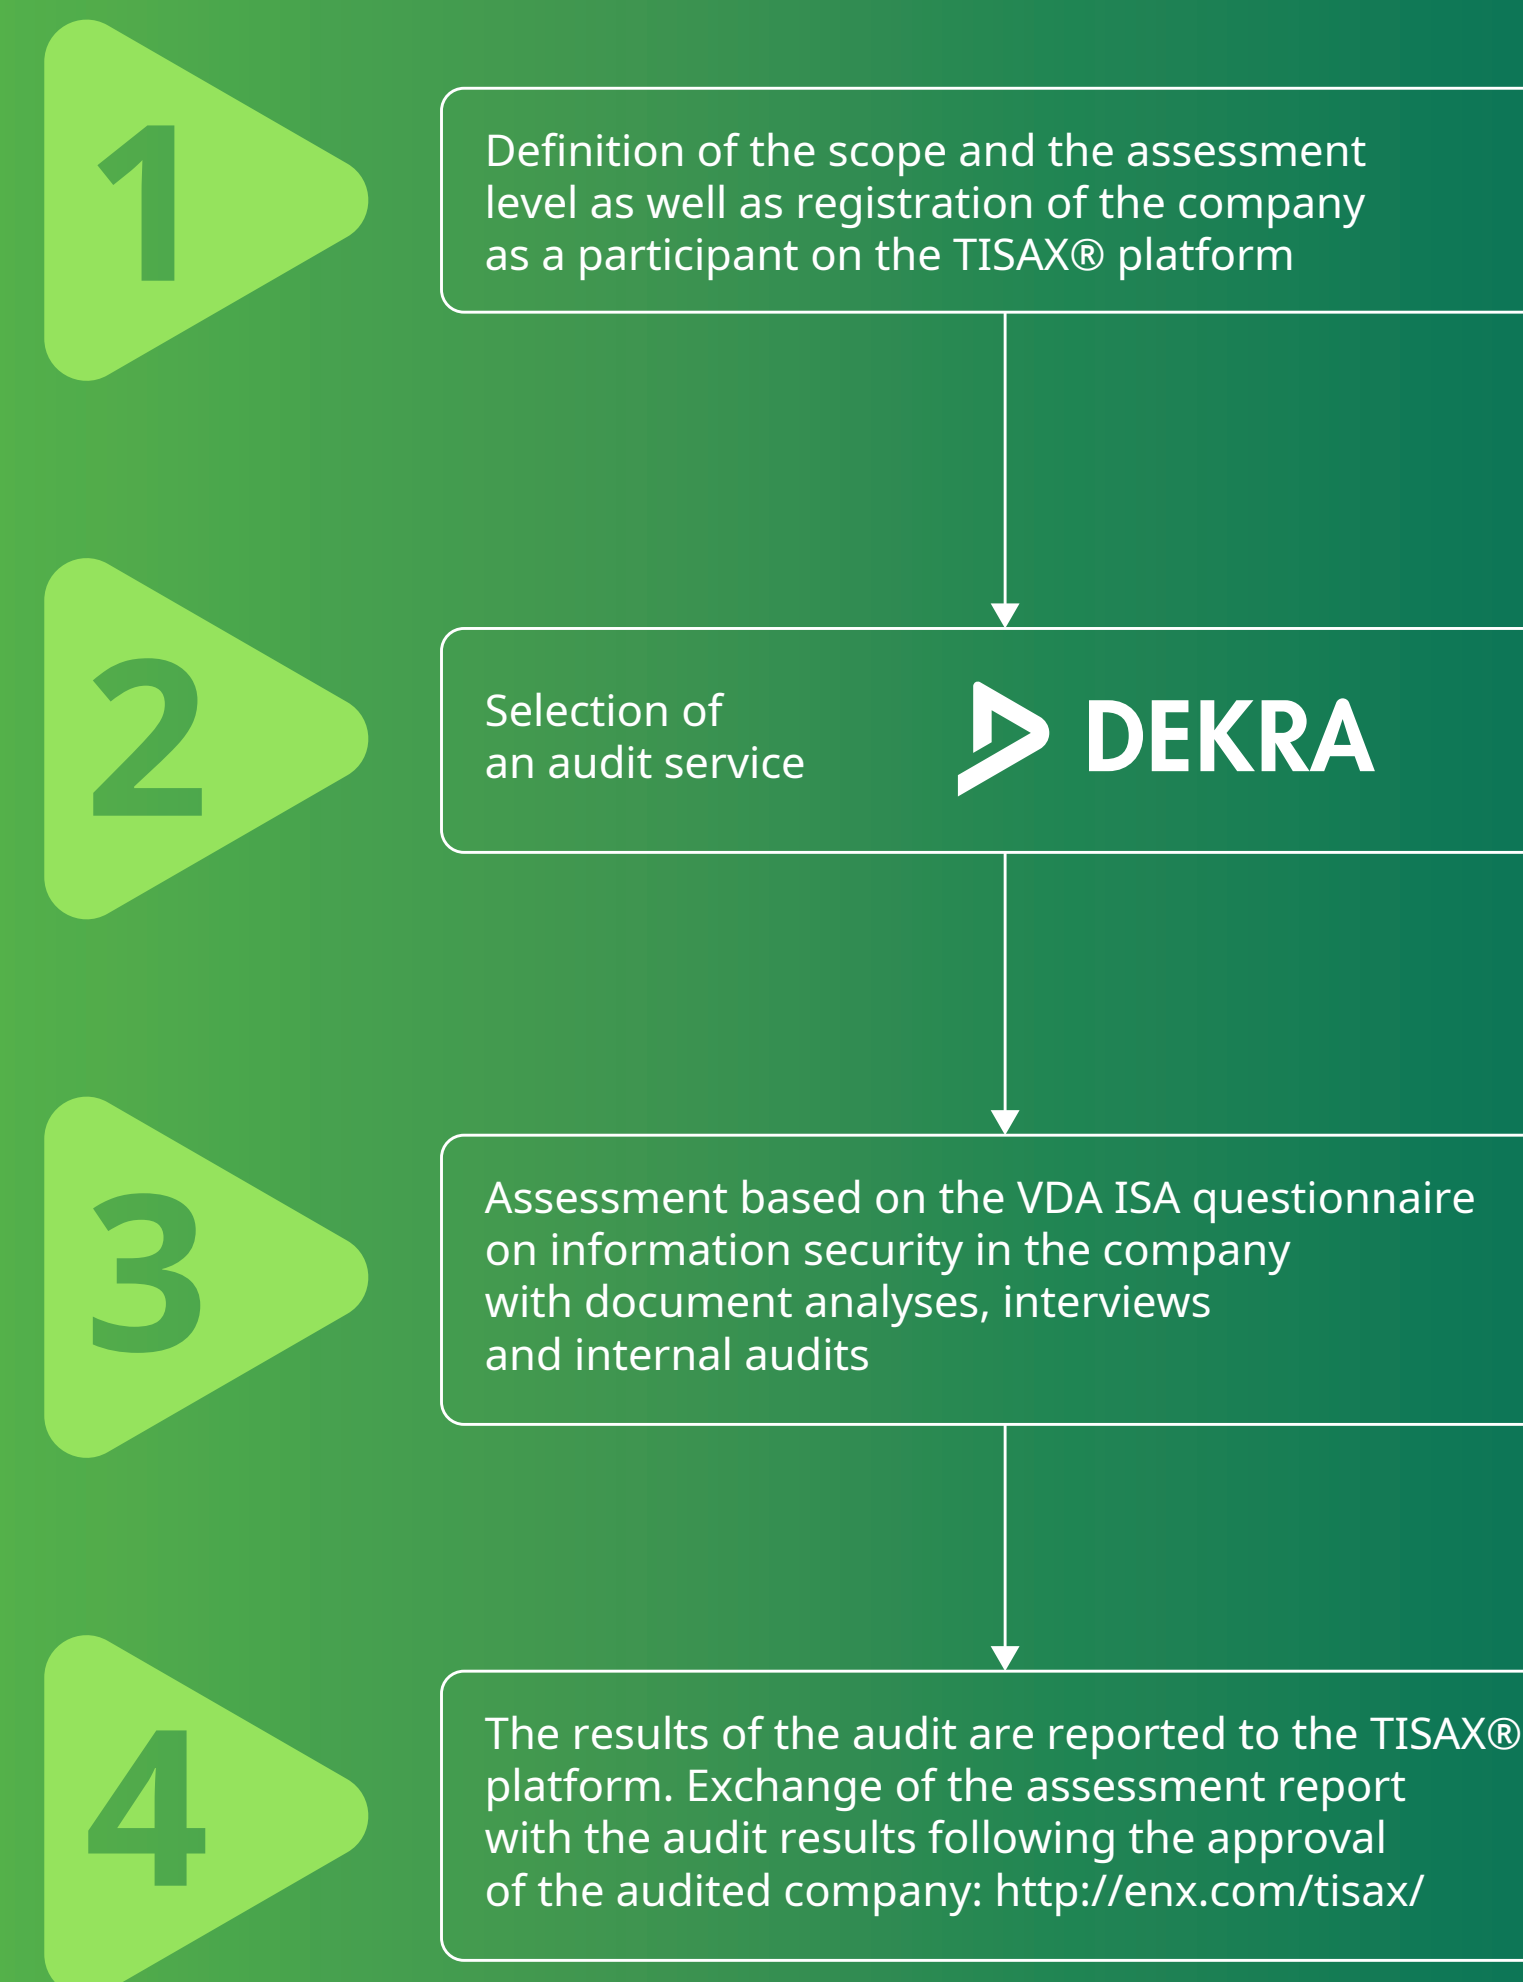 1
Definition of the scope and the assessment
level as well as registration of the company
as a participant on the TISAX® platform
2
Selection of
an audit service
DEKRA
3
Assessment based on the VDA ISA questionnaire
on information security in the company
with document analyses, interviews
and internal audits
4
The results of the audit are reported to the TISAX®
platform. Exchange of the assessment report
with the audit results following the approval
of the audited company: http://enx.com/tisax/